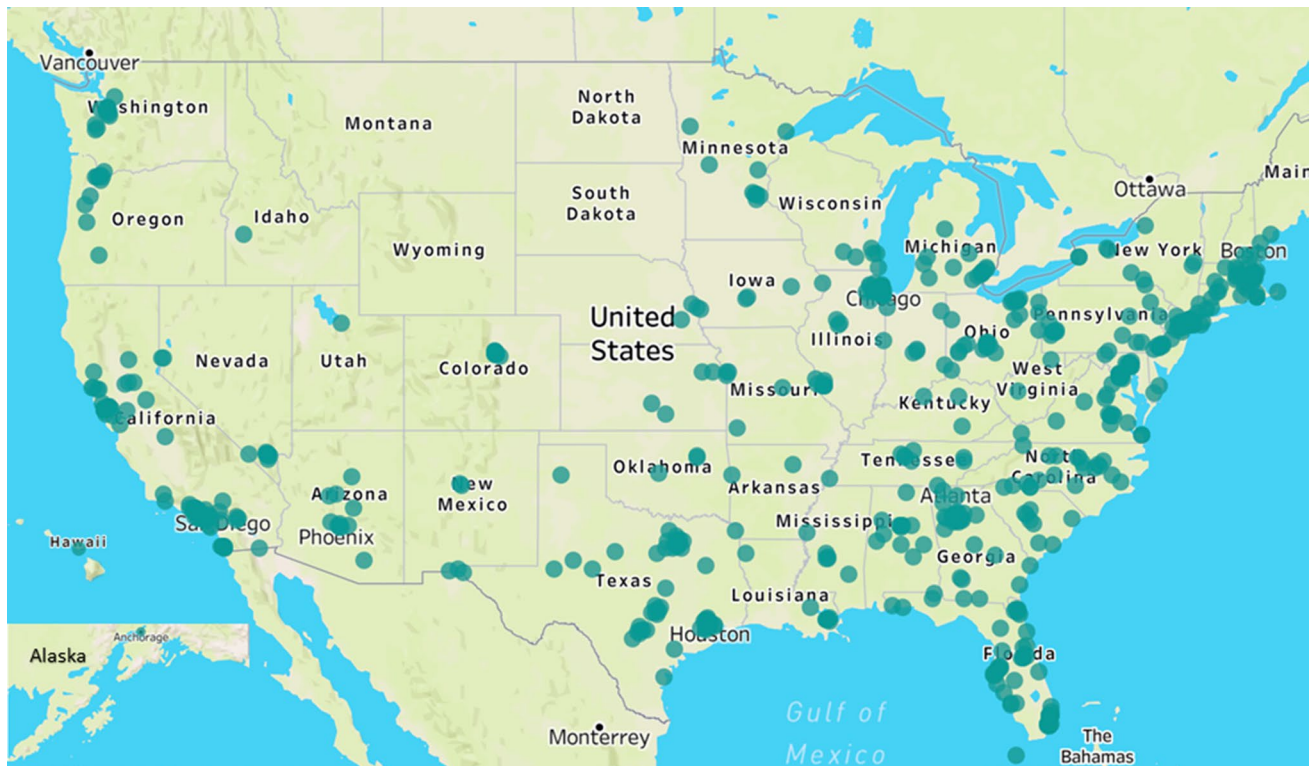 Vancouver
Washington
North
Dakota
Montana
Minnesota
Ottawa
Main
South
Dakota
Wisconsin
Oregon
Idaho
Wyoming
Michigan
New York
Boston
Iowa
Chicago
United
States
Pennsylvania
Illinois
Ohio
Nevada
Utah
Colorado
West
Virginia
Missouri
Kentucky
California
Oklahoma
Tennessee
North
Carolina
Arizona
New
Mexico
Arkansas
Atlanta
San Diego
Mississippi
Phoenix
Hawaii
Georgia
Texas
Louisiana
Houston
Anchorage
Alaska
Florida
Gulf of
Mexico
Monterrey
The
Bahamas